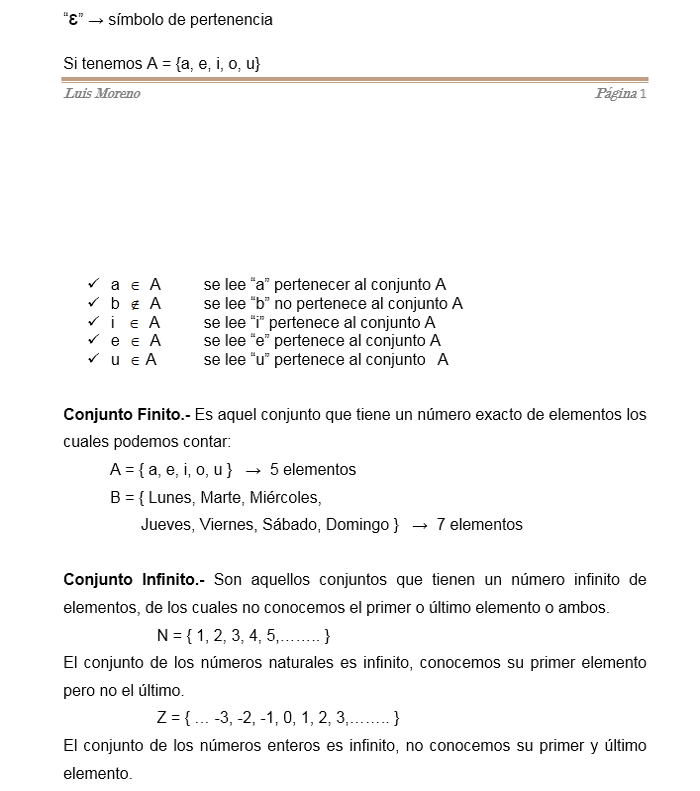 “Ɛ” → símbolo de pertenencia
Si tenemos A = {a, e, i, o, u}
Luis Moreno Página 1
✓ a ∈ A se lee “a” pertenecer al conjunto A
✓ b ∉ A se lee “b” no pertenece al conjunto A
✓ i ∈ A se lee “i” pertenece al conjunto A
✓ e ∈ A se lee “e” pertenece al conjunto A
✓ u ∈ A se lee “u” pertenece al conjunto A
Conjunto Finito.- Es aquel conjunto que tiene un número exacto de elementos los
cuales podemos contar:
A = { a, e, i, o, u } → 5 elementos
B = { Lunes, Marte, Miércoles,
Jueves, Viernes, Sábado, Domingo } → 7 elementos
Conjunto Infinito.- Son aquellos conjuntos que tienen un número infinito de
elementos, de los cuales no conocemos el primero o último elemento o ambos.
N = { 1, 2, 3, 4, 5,…….. }
El conjunto de los números naturales es infinito, conocemos su primer elemento
pero no el último.
Z = { … -3, -2, -1, 0, 1, 2, 3,…….. }
El conjunto de los números enteros es infinito, no conocemos su primer y último
elemento.